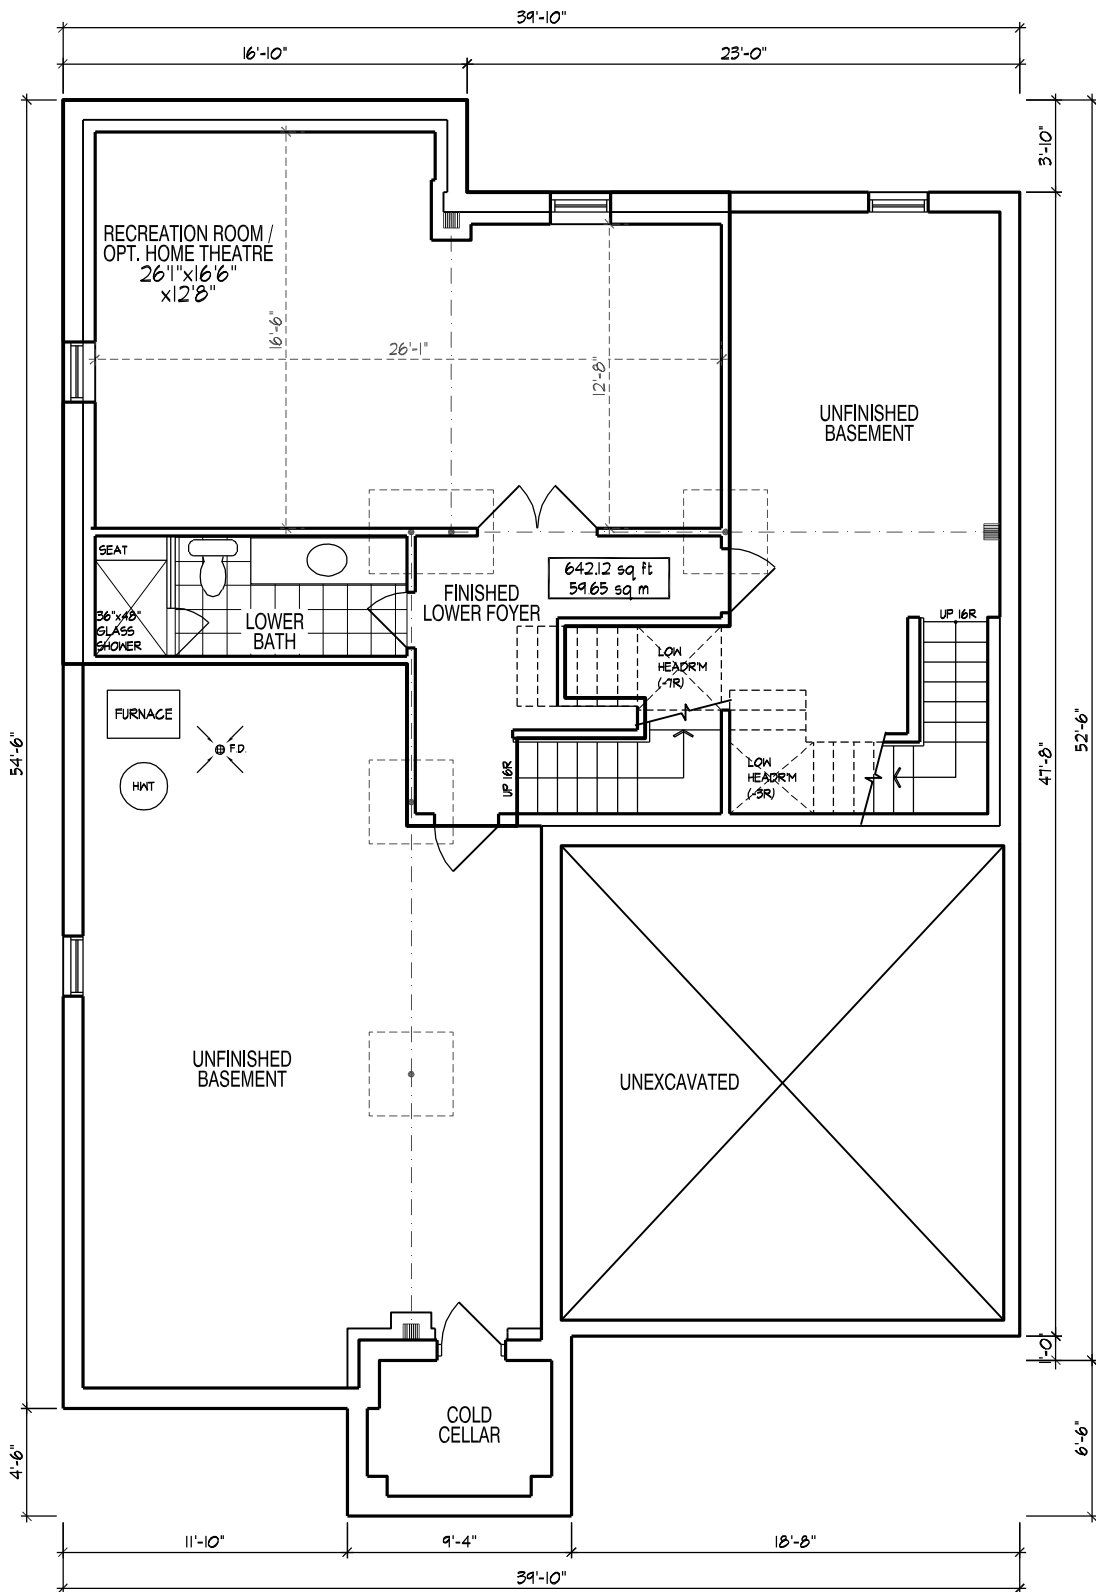 39'-10"
16'-10"
23'-0"
3'-10"
RECREATION ROOM /
OPT. HOME THEATRE
26'1"x16'6"
x12'8"
16'-6"
26'-1"
12'-8"
UNFINISHED
BASEMENT
SEAT
36"x48"
GLASS
SHOWER
LOWER
BATH
FINISHED
LOWER FOYER
642.12 sq ft
59.65 sq m
UP 16R
LOW
HEADR'M
(-7R)
FURNACE
F.D.
HWT
UP 16R
LOW
HEADR'M
(-3R)
54'-6"
47'-8"
52'-6"
UNFINISHED
BASEMENT
UNEXCAVATED
1'-0"
COLD
CELLAR
4'-6"
6'-6"
11'-10"
9'-4"
18'-8"
39'-10"